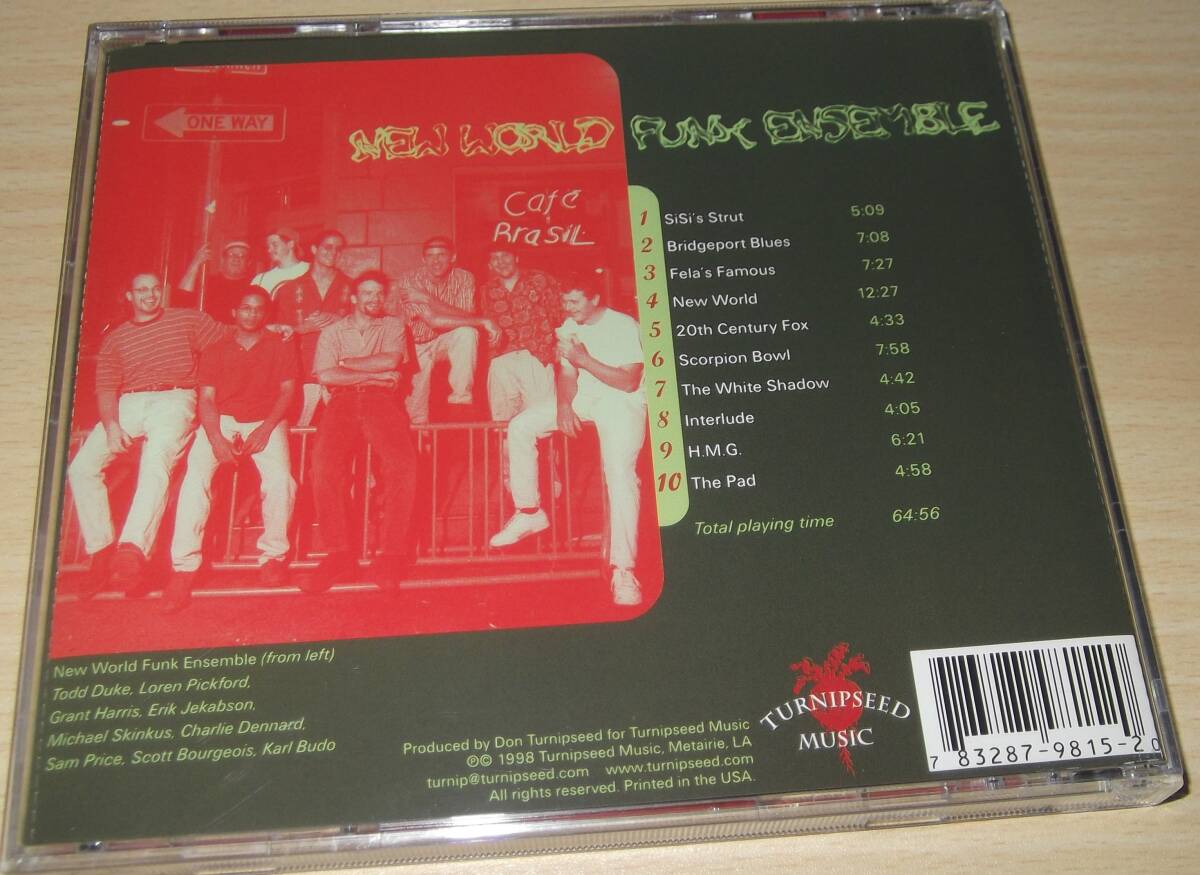 ONE WAY
NEW WORLD FUNK ENSEMBLE
Café
Brasil
1 SiSi's Strut 5:09
2 Bridgeport Blues 7:08
3 Fela's Famous 7:27
4 New World 12:27
5 20th Century Fox 4:33
6 Scorpion Bowl 7:58
7 The White Shadow 4:42
8 Interlude 4:05
9 H.M.G. 6:21
10 The Pad 4:58
Total playing time 64:56
New World Funk Ensemble (from left)
Todd Duke, Loren Pickford,
Grant Harris, Erik Jekabson,
Michael Skinkus, Charlie Dennard,
Sam Price, Scott Bourgeois, Karl Budo
Produced by Don Turnipseed for Turnipseed Music
℗© 1998 Turnipseed Music, Metairie, LA
turnip@turnipseed.com www.turnipseed.com
All rights reserved. Printed in the USA.
TURNIPSEED
MUSIC
7 83287-9815-2 0